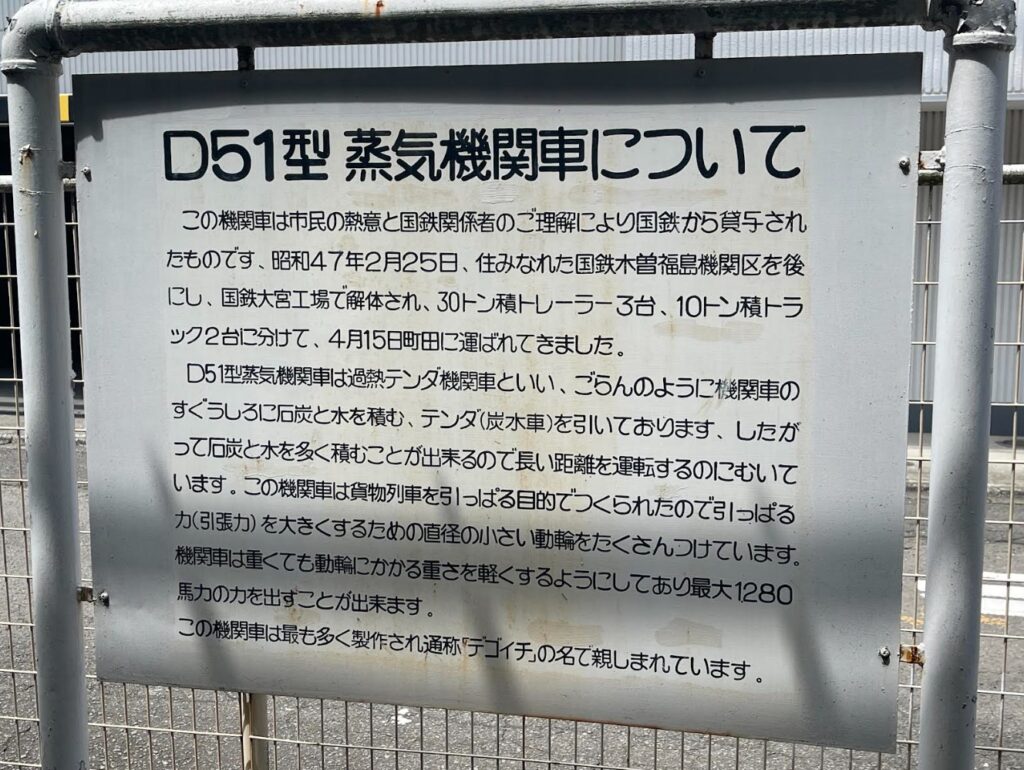 D51型 蒸気機関車について
この機関車は市民の熱意と国鉄関係者のご理解により国鉄から貸与され
たものです、昭和47年2月25日、住みなれた国鉄木曽福島機関区を後
にし、国鉄大宮工場で解体され、30トン積トレーラー3台、10トン積トラ
ック2台に分けて、4月15日町田に運ばれてきました。
D51型蒸気機関車は過熱テンダ機関車といい、ごらんのように機関車の
すぐうしろに石炭と水を積む、テンダ(炭水車)を引いております、したが
って石炭と水を多く積むことが出来るので長い距離を運転するのにむいて
います。この機関車は貨物列車を引っぱる目的でつくられたので引っぱる
力(引張力)を大きくするための直径の小さい動輪をたくさんつけています。
機関車は重くても動輪にかかる重さを軽くするようにしてあり最大1280
馬力の力を出すことが出来ます。
この機関車は最も多く製作され通称「デゴイチ」の名で親しまれています。